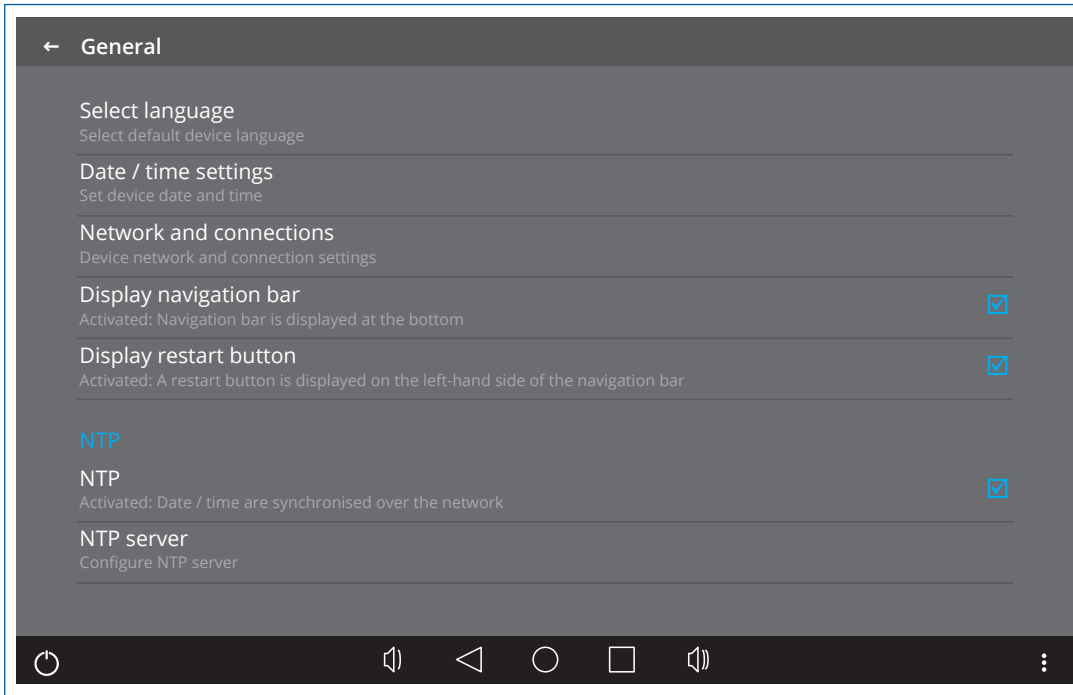 General
Select language
Select default device language
Date / time settings
Set device date and time
Network and connections
Device network and connection settings
Display navigation bar
Activated: Navigation bar is displayed at the bottom
Display restart button
Activated: A restart button is displayed on the left-hand side of the navigation bar
NTP
NTP
Activated: Date / time are synchronised over the network
NTP server
Configure NTP server